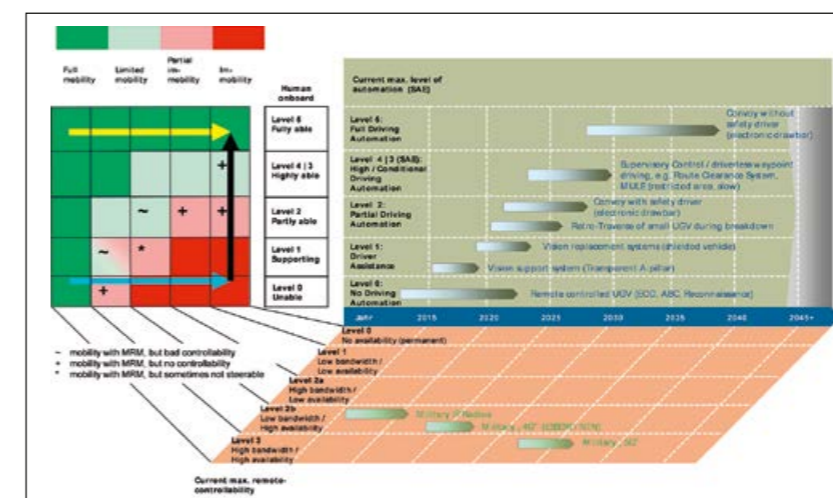 Full mobility
Limited mobility
Partial im-mobility
Im-mobility
Human onboard
Level 5
Fully able
Level 4 | 3
Highly able
Level 2
Partly able
Level 1
Supporting
Level 0
Unable
Current max. level of automation (SAE)
Level 5:
Full Driving
Automation
Convoy without
safety driver
(electronic drawbar)
Level 4 | 3 (SAE):
High / Conditional
Driving
Automation
Supervisory Control / driverless waypoint
driving, e.g. Route Clearance System,
MULE (restricted area, slow)
Level 2:
Partial Driving
Automation
Convoy with safety driver
(electronic drawbar)
Retro-Traverse of small UGV during breakdown
Level 1:
Driver
Assistance
Vision replacement systems (shielded vehicle)
Vision support system (Transparent A-pillar)
Level 0:
No Driving
Automation
Remote controlled UGV (EOD, ABC, Reconnaissance)
Jahr 2015 2020 2025 2030 2035 2040 2045+
~ mobility with MRM, but bad controllability
+ mobility with MRM, but no controllability
* mobility with MRM, but sometimes not steerable
Level 0
No availability (permanent)
Level 1
Low bandwidth /
Low availability
Level 2a
High bandwidth /
Low availability
Level 2b
Low bandwidth /
High availability
Military
Military
Level 3
High bandwidth /
High availability
Military
Current max. remote-
controllability